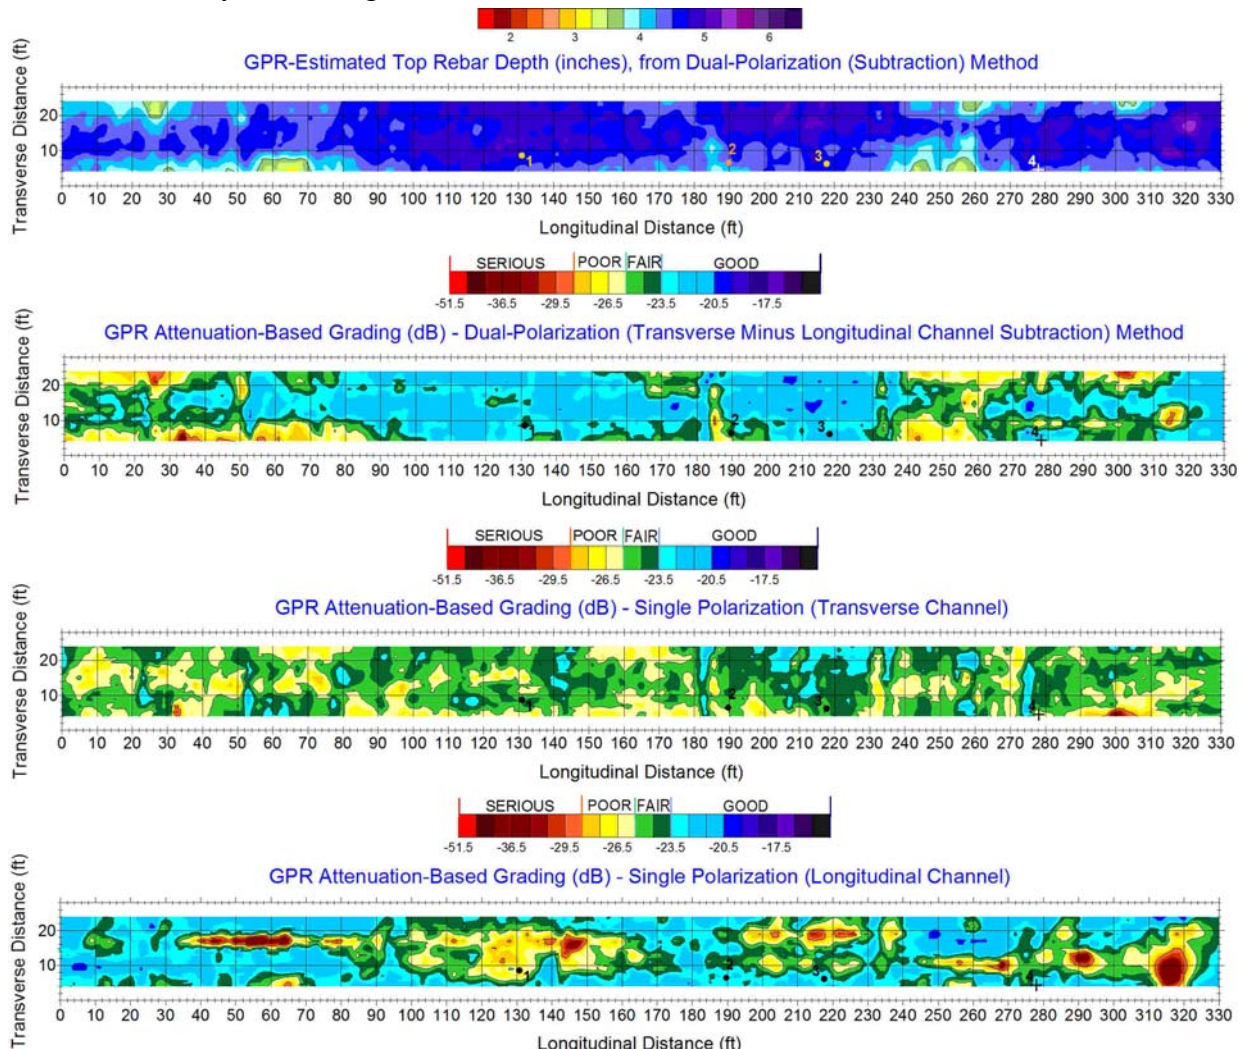 2 3 4 5 6
GPR-Estimated Top Rebar Depth (inches), from Dual-Polarization (Subtraction) Method
Transverse Distance (ft)
20
10
1 2 3 4
0 10 20 30 40 50 60 70 80 90 100 110 120 130 140 150 160 170 180 190 200 210 220 230 240 250 260 270 280 290 300 310 320 330
Longitudinal Distance (ft)
SERIOUS POOR FAIR GOOD
-51.5 -36.5 -29.5 -26.5 -23.5 -20.5 -17.5
GPR Attenuation-Based Grading (dB) - Dual-Polarization (Transverse Minus Longitudinal Channel Subtraction) Method
Transverse Distance (ft)
20
10
1 2 3 4
0 10 20 30 40 50 60 70 80 90 100 110 120 130 140 150 160 170 180 190 200 210 220 230 240 250 260 270 280 290 300 310 320 330
Longitudinal Distance (ft)
SERIOUS POOR FAIR GOOD
-51.5 -36.5 -29.5 -26.5 -23.5 -20.5 -17.5
GPR Attenuation-Based Grading (dB) - Single Polarization (Transverse Channel)
Transverse Distance (ft)
20
10
1 2 3 4
0 10 20 30 40 50 60 70 80 90 100 110 120 130 140 150 160 170 180 190 200 210 220 230 240 250 260 270 280 290 300 310 320 330
Longitudinal Distance (ft)
SERIOUS POOR FAIR GOOD
-51.5 -36.5 -29.5 -26.5 -23.5 -20.5 -17.5
GPR Attenuation-Based Grading (dB) - Single Polarization (Longitudinal Channel)
Transverse Distance (ft)
20
10
1 2 3 4
0 10 20 30 40 50 60 70 80 90 100 110 120 130 140 150 160 170 180 190 200 210 220 230 240 250 260 270 280 290 300 310 320 330
Longitudinal Distance (ft)